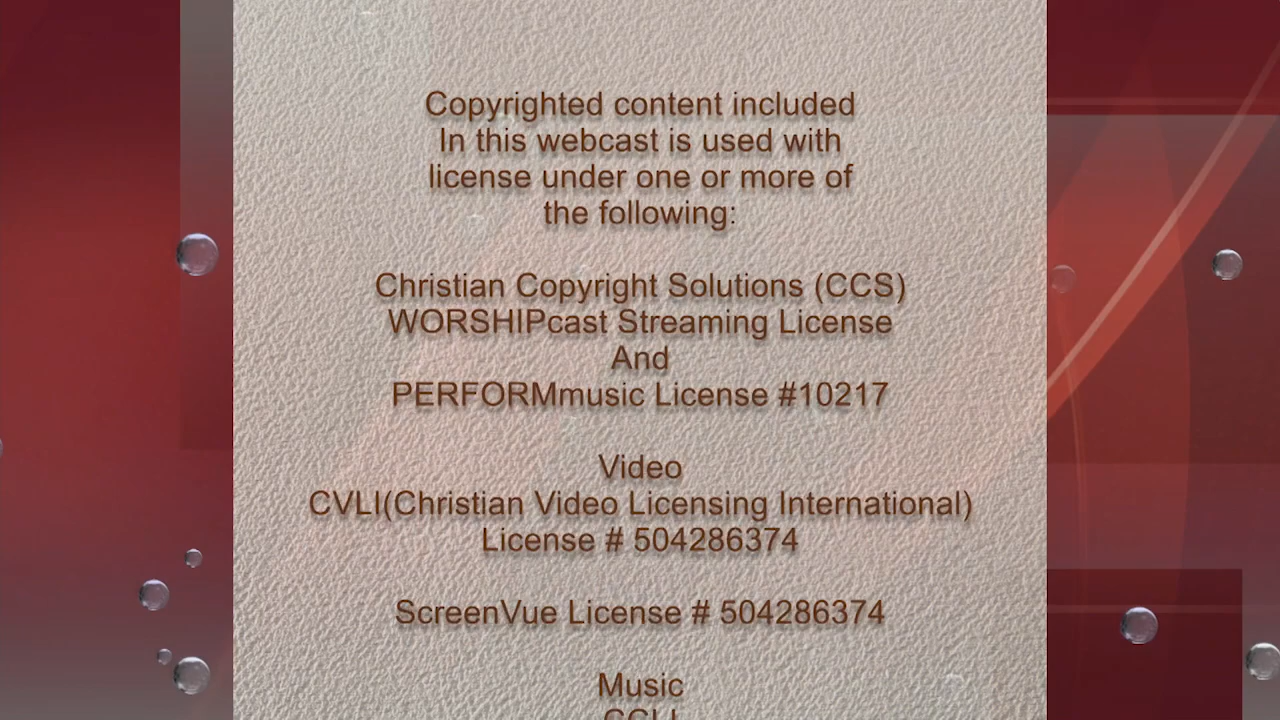 Copyrighted content included
In this webcast is used with
license under one or more of
the following:
Christian Copyright Solutions (CCS)
WORSHIPcast Streaming License
And
PERFORMmusic License #10217
Video
CVLI(Christian Video Licensing International)
License # 504286374
ScreenVue License # 504286374
Music
CCLI